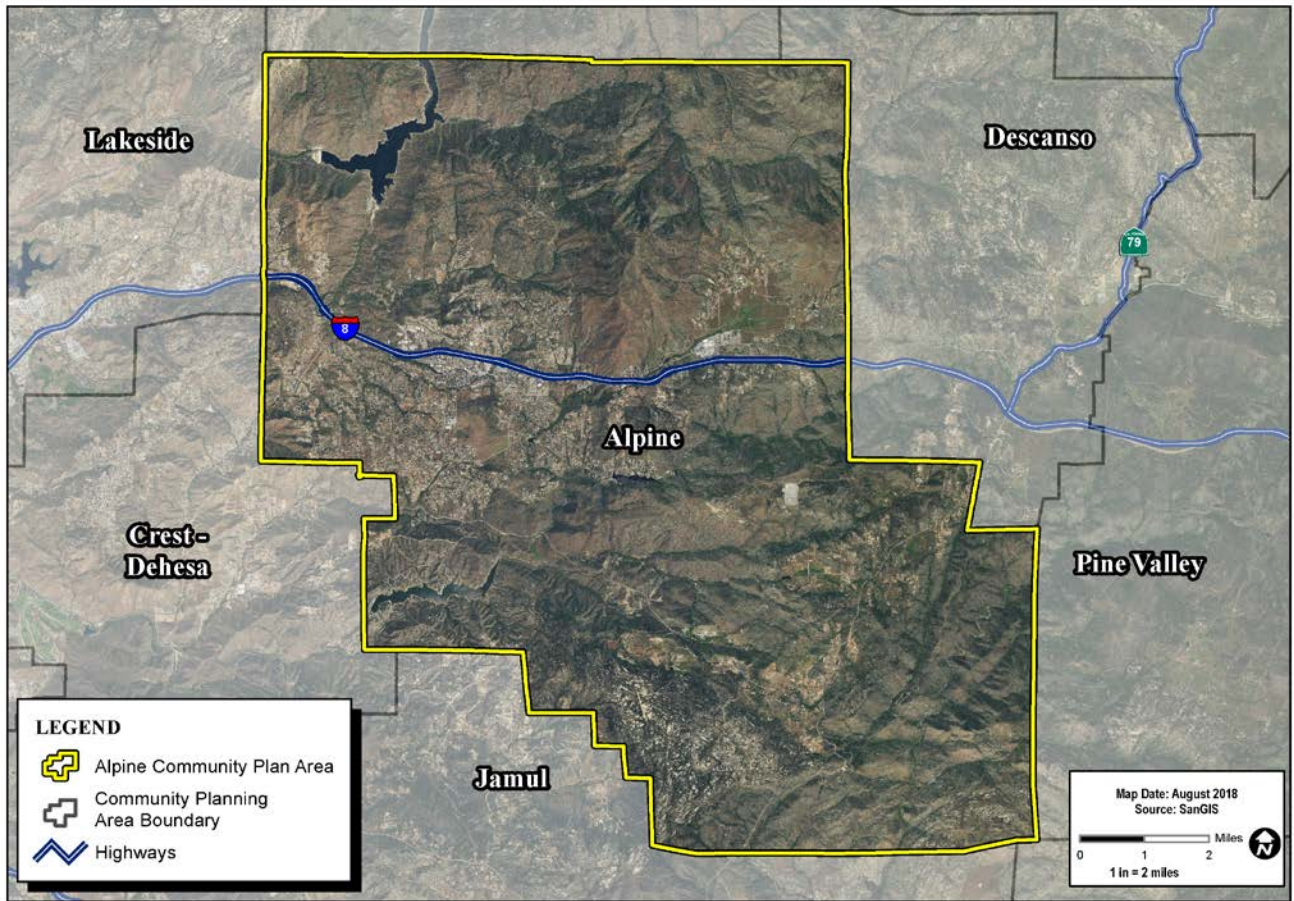 Lakeside
Descanso
79
8
Alpine
Crest -
Dehesa
Pine Valley
Jamul
LEGEND
Alpine Community Plan Area
Community Planning
Area Boundary
Highways
Map Date: August 2018
Source: SanGIS
Miles
0 1 2
N
1 in = 2 miles